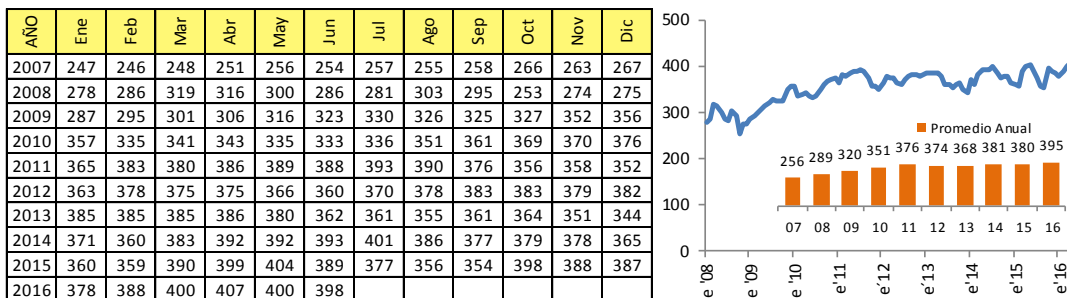 AÑO Ene Feb Mar Abr May Jun Jul Ago Sep Oct Nov Dic
2007 247 246 248 251 256 254 257 255 258 266 263 267
2008 278 286 319 316 300 286 281 303 295 253 274 275
2009 287 295 301 306 316 323 330 326 325 327 352 356
2010 357 335 341 343 335 333 336 351 361 369 370 376
2011 365 383 380 386 389 388 393 390 376 356 358 352
2012 363 378 375 375 366 360 370 378 383 383 379 382
2013 385 385 385 386 380 362 361 355 361 364 351 344
2014 371 360 383 392 392 393 401 386 377 379 378 365
2015 360 359 390 399 404 389 377 356 354 398 388 387
2016 378 388 400 407 400 398
500
400
300
200
100
0
Promedio Anual
256 289 320 351 376 374 368 381 380 395
07 08 09 10 11 12 13 14 15 16
e'08 e'09 e'10 e'11 e'12 e'13 e'14 e'15 e'16